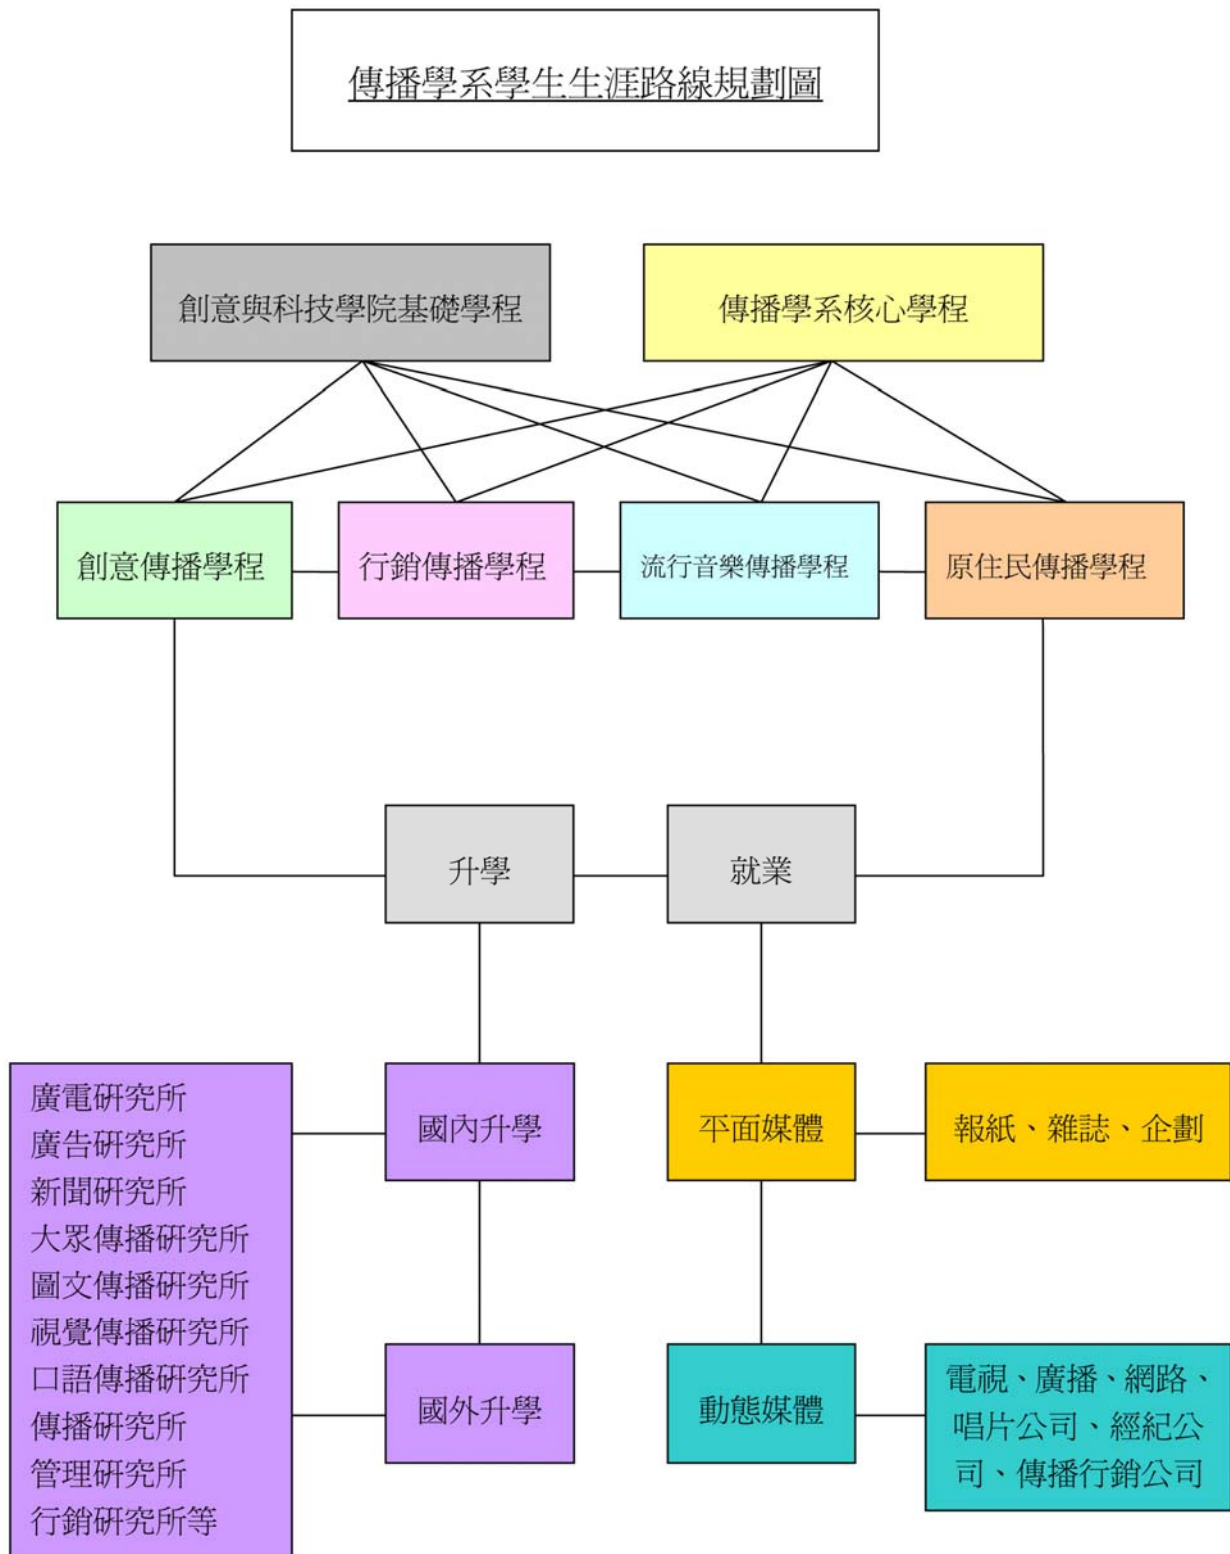 傳播學系學生生涯路線規劃圖
創意與科技學院基礎學程
傳播學系核心學程
創意傳播學程
行銷傳播學程
流行音樂傳播學程
原住民傳播學程
升學
就業
廣電研究所
廣告研究所
新聞研究所
大眾傳播研究所
圖文傳播研究所
視覺傳播研究所
口語傳播研究所
傳播研究所
管理研究所
行銷研究所等
國內升學
國外升學
平面媒體
報紙、雜誌、企劃
動態媒體
電視、廣播、網路、
唱片公司、經紀公
司、傳播行銷公司